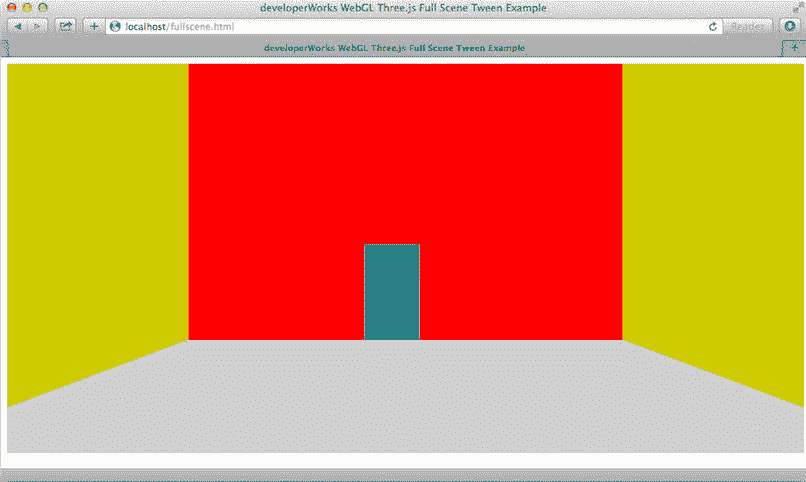 developerWorks WebGL Three.js Full Scene Tween Example
localhost/fullscene.html
Reader
developerWorks WebGL Three.js Full Scene Tween Example